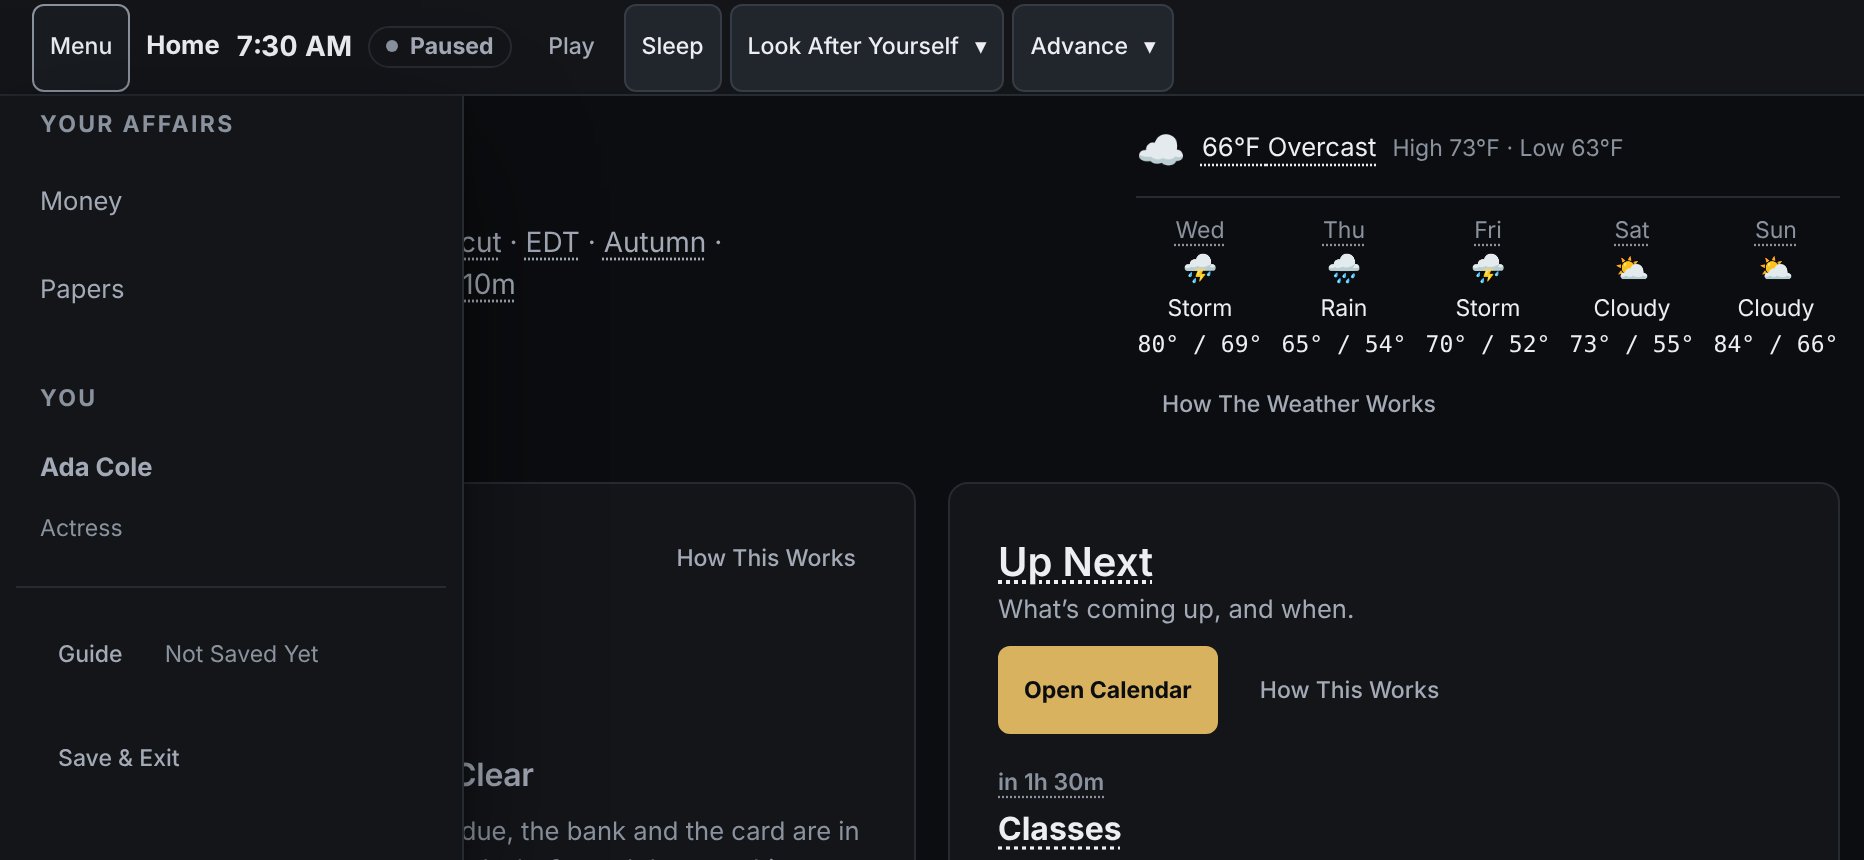 Menu Home 7:30 AM Paused Play Sleep Look After Yourself ▼ Advance ▼
YOUR AFFAIRS
Money
Papers
YOU
Ada Cole
Actress
Guide Not Saved Yet
Save & Exit
cut · EDT · Autumn ·
10m
66°F Overcast High 73°F · Low 63°F
Wed Thu Fri Sat Sun
Storm Rain Storm Cloudy Cloudy
80° / 69° 65° / 54° 70° / 52° 73° / 55° 84° / 66°
How The Weather Works
How This Works
Clear
due, the bank and the card are in
Up Next
What's coming up, and when.
Open Calendar How This Works
in 1h 30m
Classes